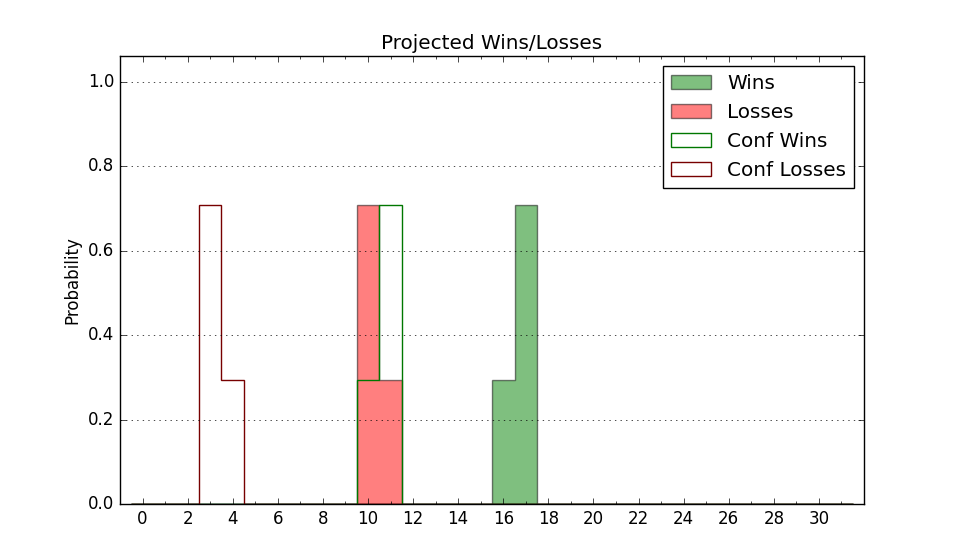 Projected Wins/Losses
1.0
0.8
0.6
0.4
0.2
0.0
Probability
Wins
Losses
Conf Wins
Conf Losses
0 2 4 6 8 10 12 14 16 18 20 22 24 26 28 30